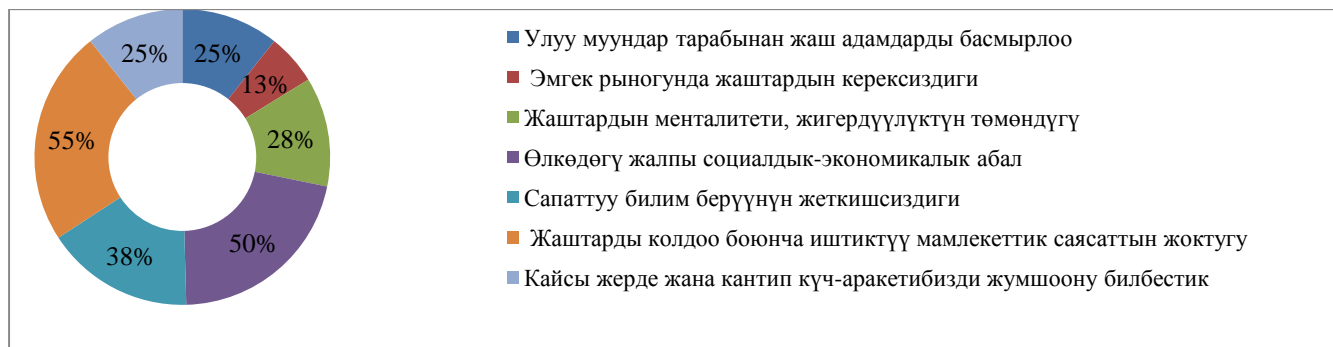 25%
25%
13%
28%
50%
38%
55%
Улуу муундар тарабынан жаш адамдарды басмырлоо
Эмгек рыногунда жаштардын керексиздиги
Жаштардын менталитети, жигердүүлүктүн төмөндүгү
Өлкөдөгү жалпы социалдык-экономикалык абал
Сапаттуу билим берүүнүн жеткишсиздиги
Жаштарды колдоо боюнча иштиктүү мамлекеттик саясаттын жоктугу
Кайсы жерде жана кантип күч-аракетибизди жумшоону билбестик